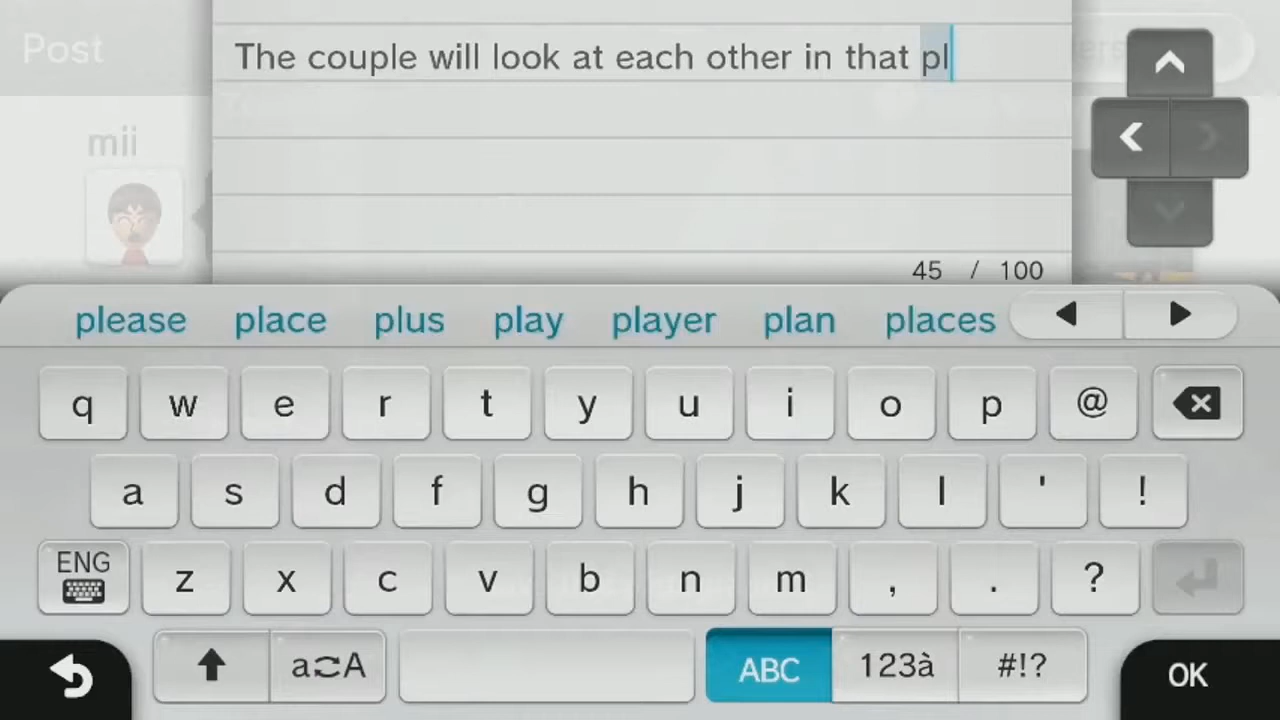 Post
The couple will look at each other in that pl
mii
45 / 100
please place plus play player plan places
q w e r t y u i o p @
a s d f g h j k l ' !
ENG z x c v b n m , . ?
a A ABC 123à #!?
OK